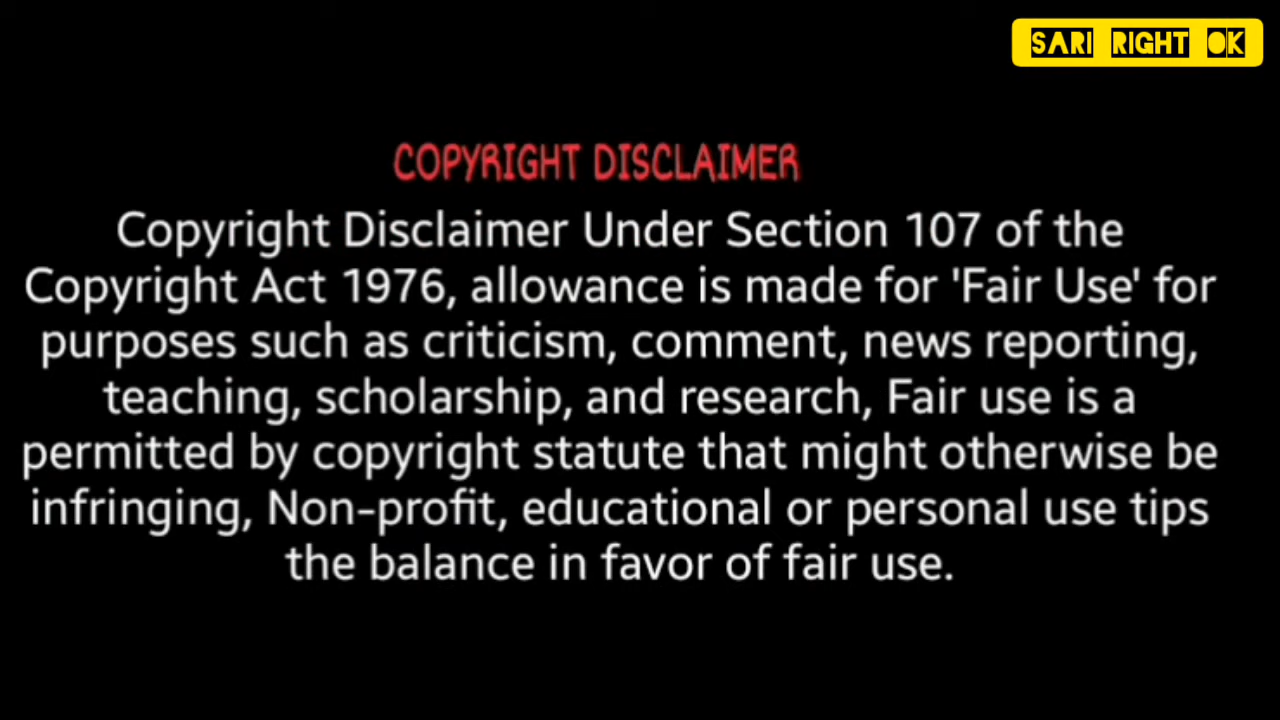 SARI RIGHT OK
COPYRIGHT DISCLAIMER
Copyright Disclaimer Under Section 107 of the
Copyright Act 1976, allowance is made for 'Fair Use' for
purposes such as criticism, comment, news reporting,
teaching, scholarship, and research, Fair use is a
permitted by copyright statute that might otherwise be
infringing, Non-profit, educational or personal use tips
the balance in favor of fair use.